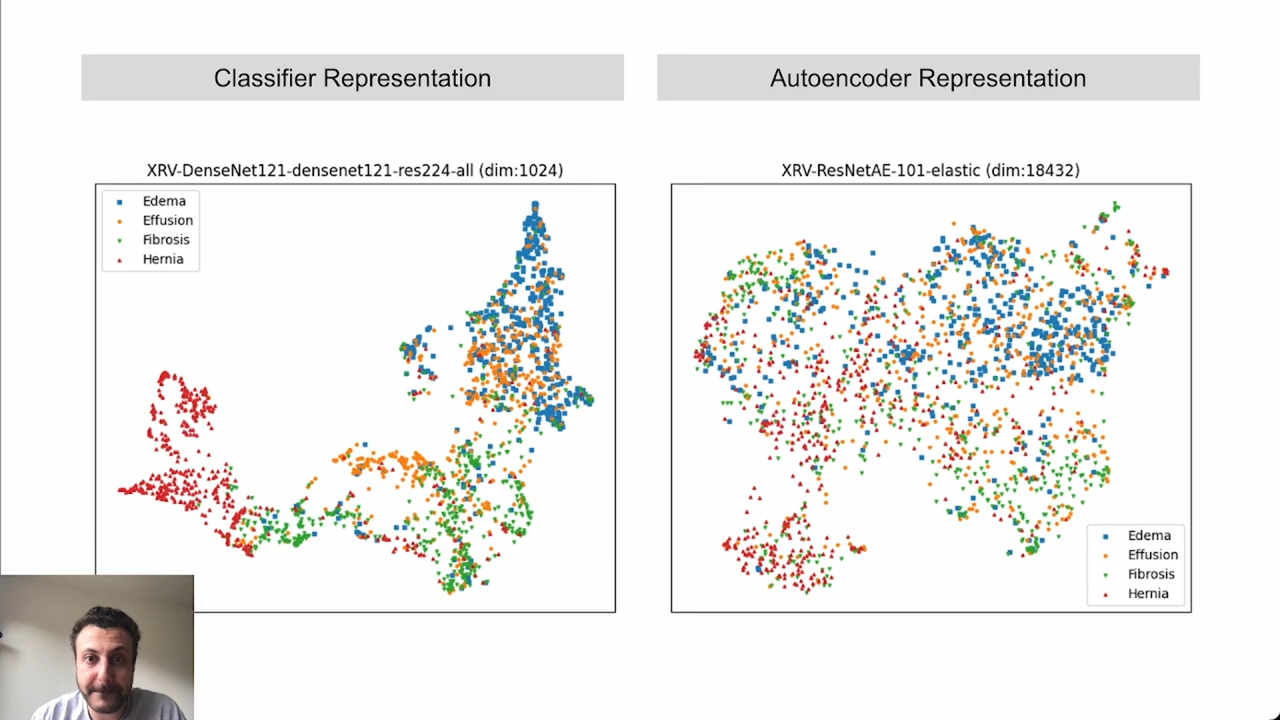 Classifier Representation
Autoencoder Representation
XRV-DenseNet121-densenet121-res224-all (dim:1024)
Edema
Effusion
Fibrosis
Hernia
XRV-ResNetAE-101-elastic (dim:18432)
Edema
Effusion
Fibrosis
Hernia